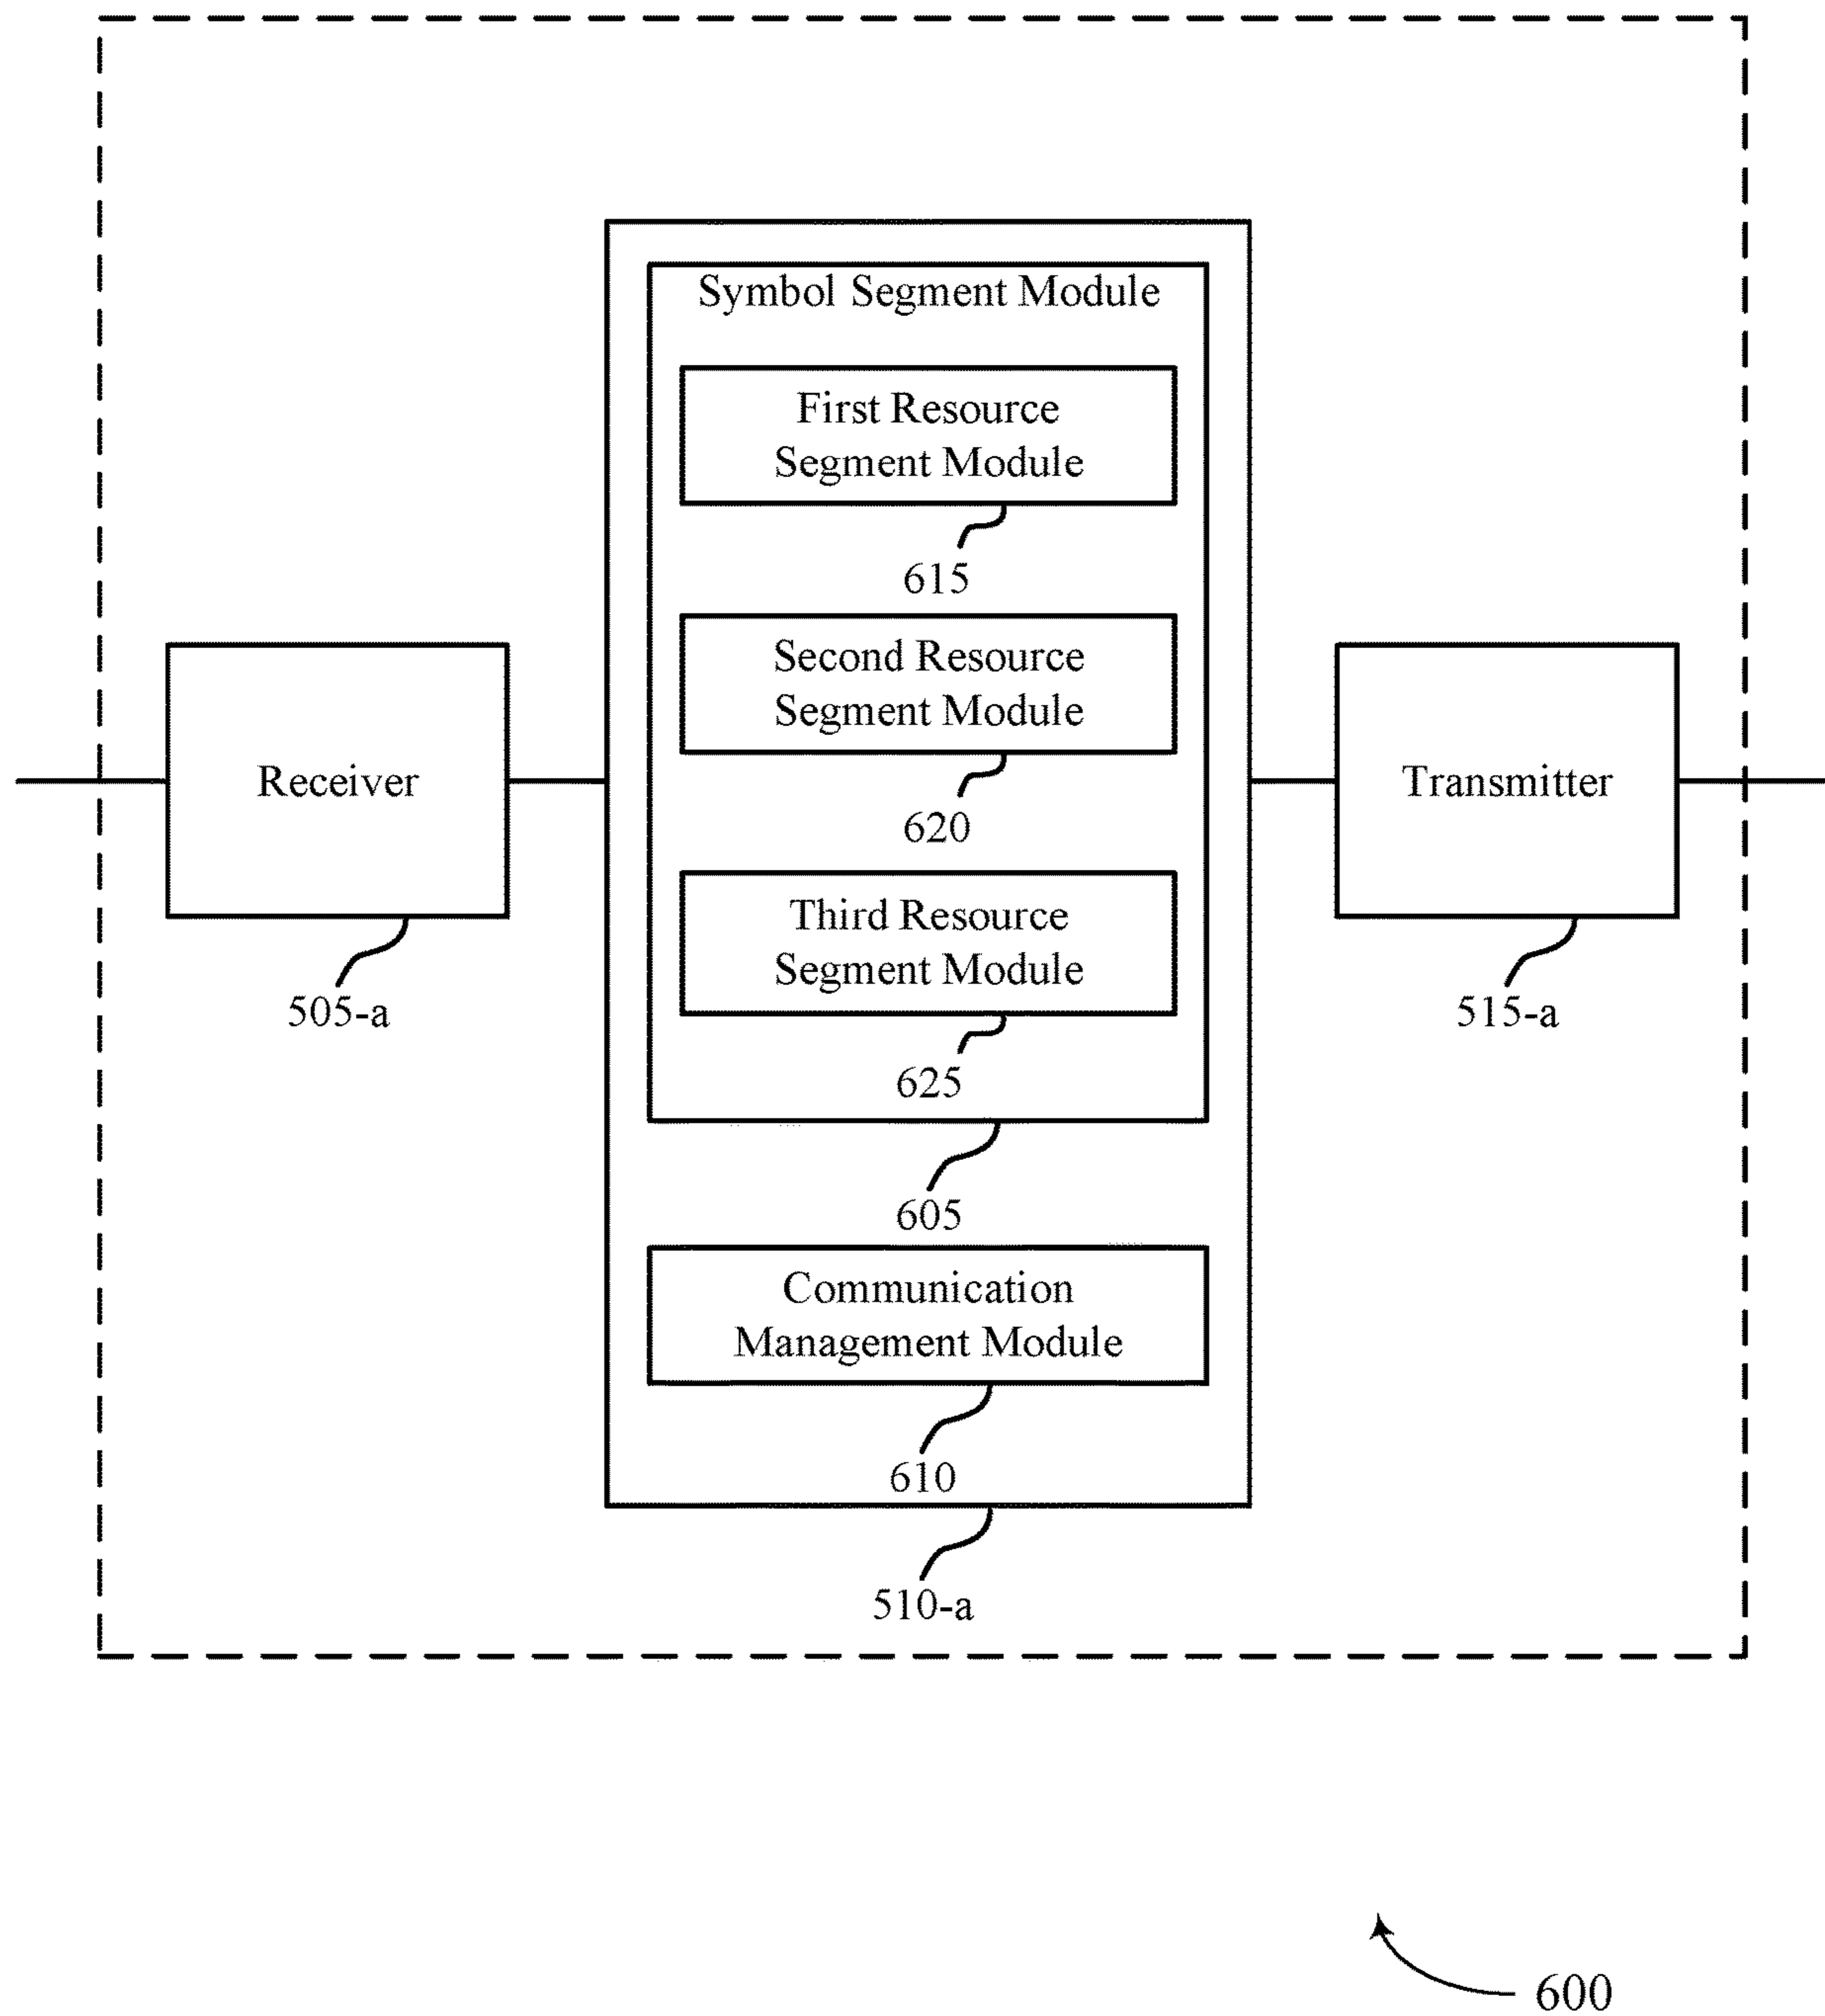 Symbol Segment Module
First Resource
Segment Module
615
Second Resource
Segment Module
620
Third Resource
Segment Module
625
605
Communication
Management Module
610
510-a
Receiver
505-a
Transmitter
515-a
600